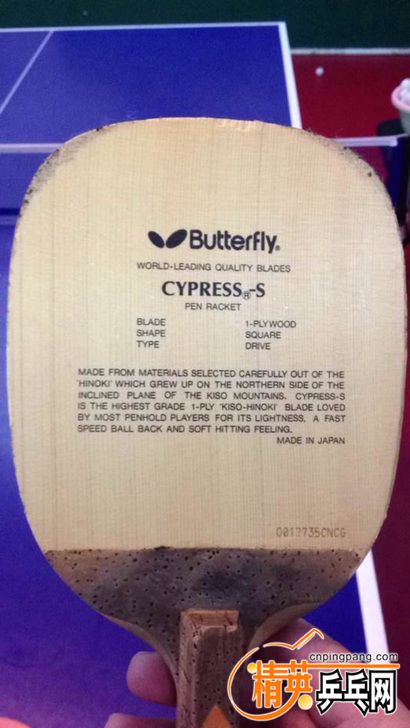 Butterfly®
WORLD-LEADING QUALITY BLADES
CYPRESS®-S
PEN RACKET
BLADE 1-PLYWOOD
SHAPE SQUARE
TYPE DRIVE
MADE FROM MATERIALS SELECTED CAREFULLY OUT OF THE
'HINOKI' WHICH GREW UP ON THE NORTHERN SIDE OF THE
INCLINED PLANE OF THE KISO MOUNTAINS. CYPRESS-S
IS THE HIGHEST GRADE 1-PLY 'KISO-HINOKI' BLADE LOVED
BY MOST PENHOLD PLAYERS FOR ITS LIGHTNESS, A FAST
SPEED BALL BACK AND SOFT HITTING FEELING.
MADE IN JAPAN
0017735CNCG
cnpingpang.com
精英乒乓网